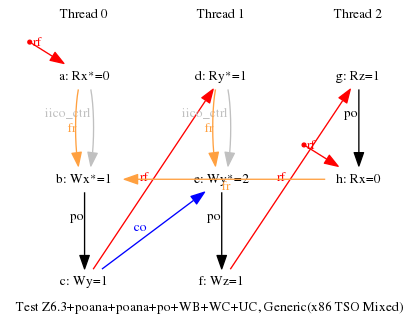 Thread 0 Thread 1 Thread 2
rf
a: Rx*=0 d: Ry*=1 g: Rz=1
iico_ctrl iico_ctrl po
fr fr
rf
b: Wx*=1 rf e: Wy*=2 rf h: Rx=0
fr
po po
co
c: Wy=1 f: Wz=1
Test Z6.3+poana+poana+po+WB+WC+UC, Generic(x86 TSO Mixed)